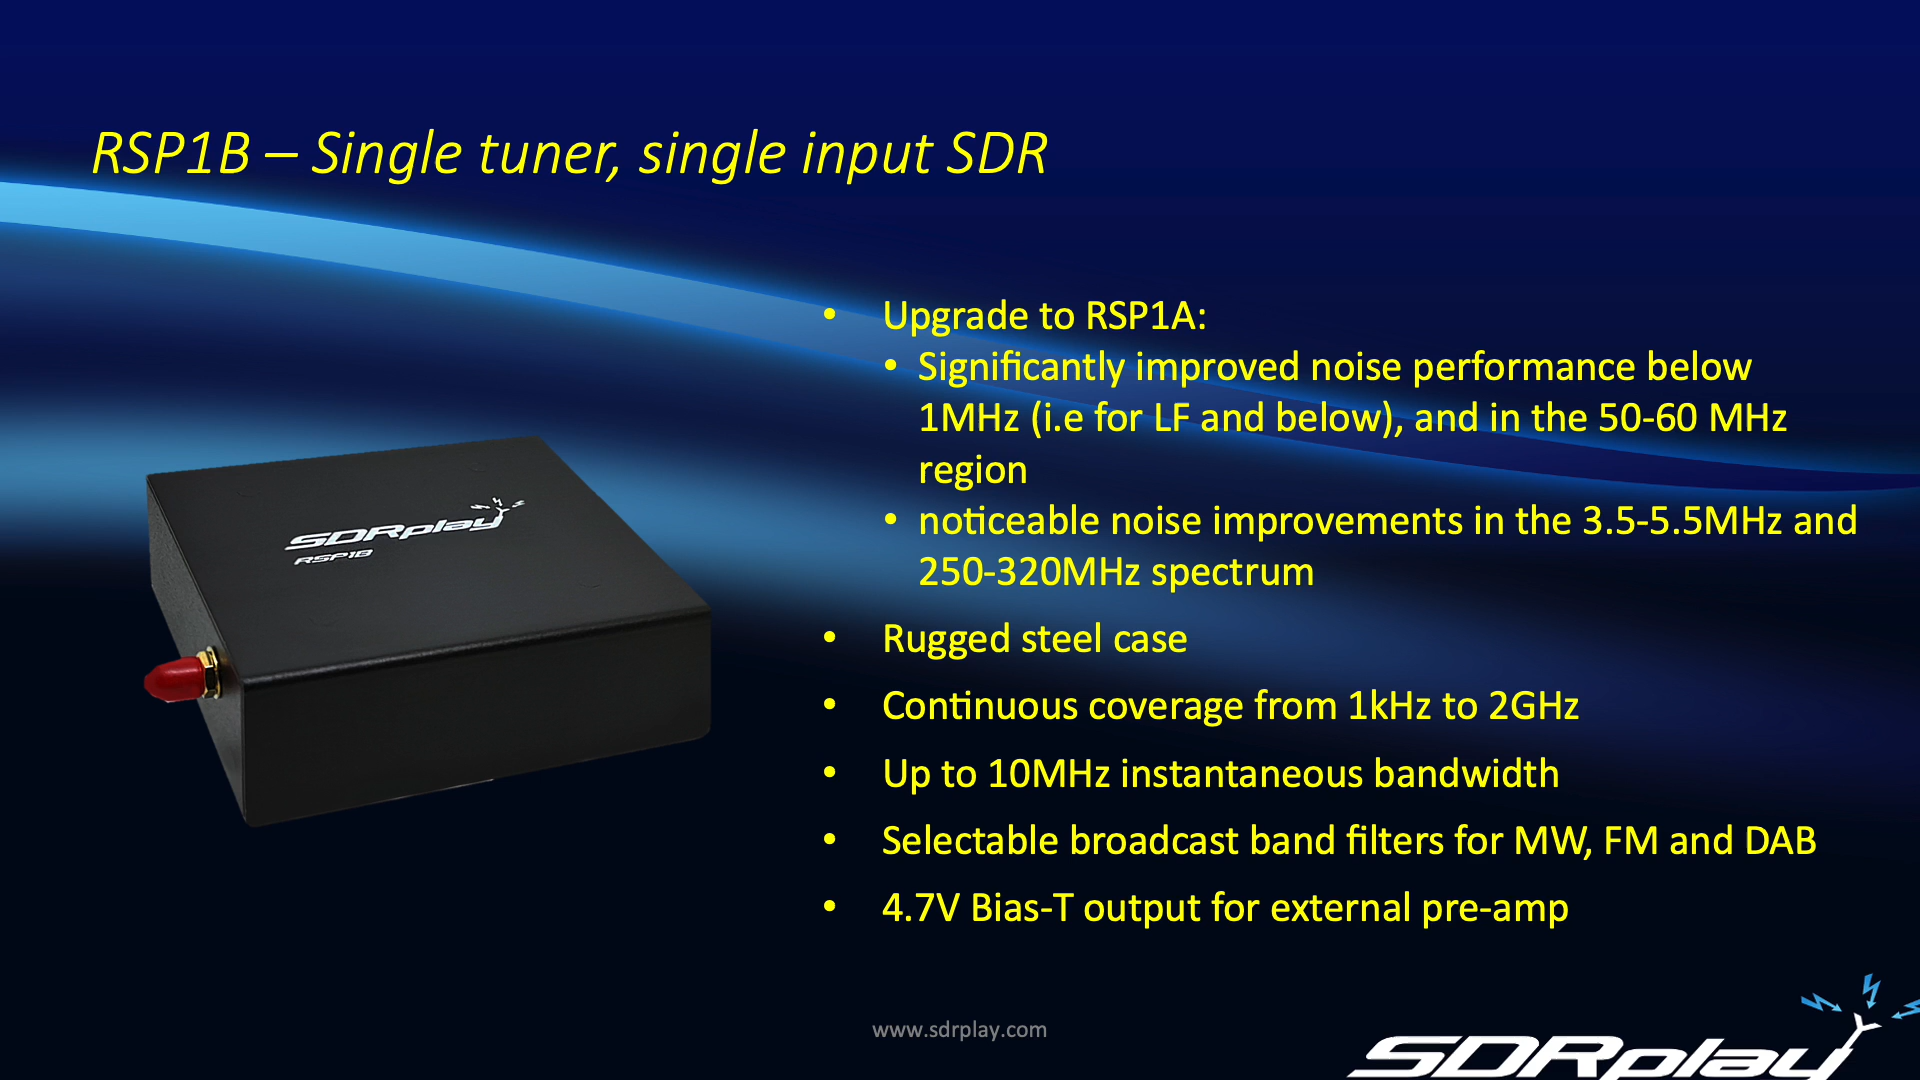 RSP1B – Single tuner, single input SDR
• Upgrade to RSP1A:
• Significantly improved noise performance below
1MHz (i.e for LF and below), and in the 50-60 MHz
region
• noticeable noise improvements in the 3.5-5.5MHz and
250-320MHz spectrum
• Rugged steel case
• Continuous coverage from 1kHz to 2GHz
• Up to 10MHz instantaneous bandwidth
• Selectable broadcast band filters for MW, FM and DAB
• 4.7V Bias-T output for external pre-amp
SDRplay
RSP1B
www.sdrplay.com
SDRplay